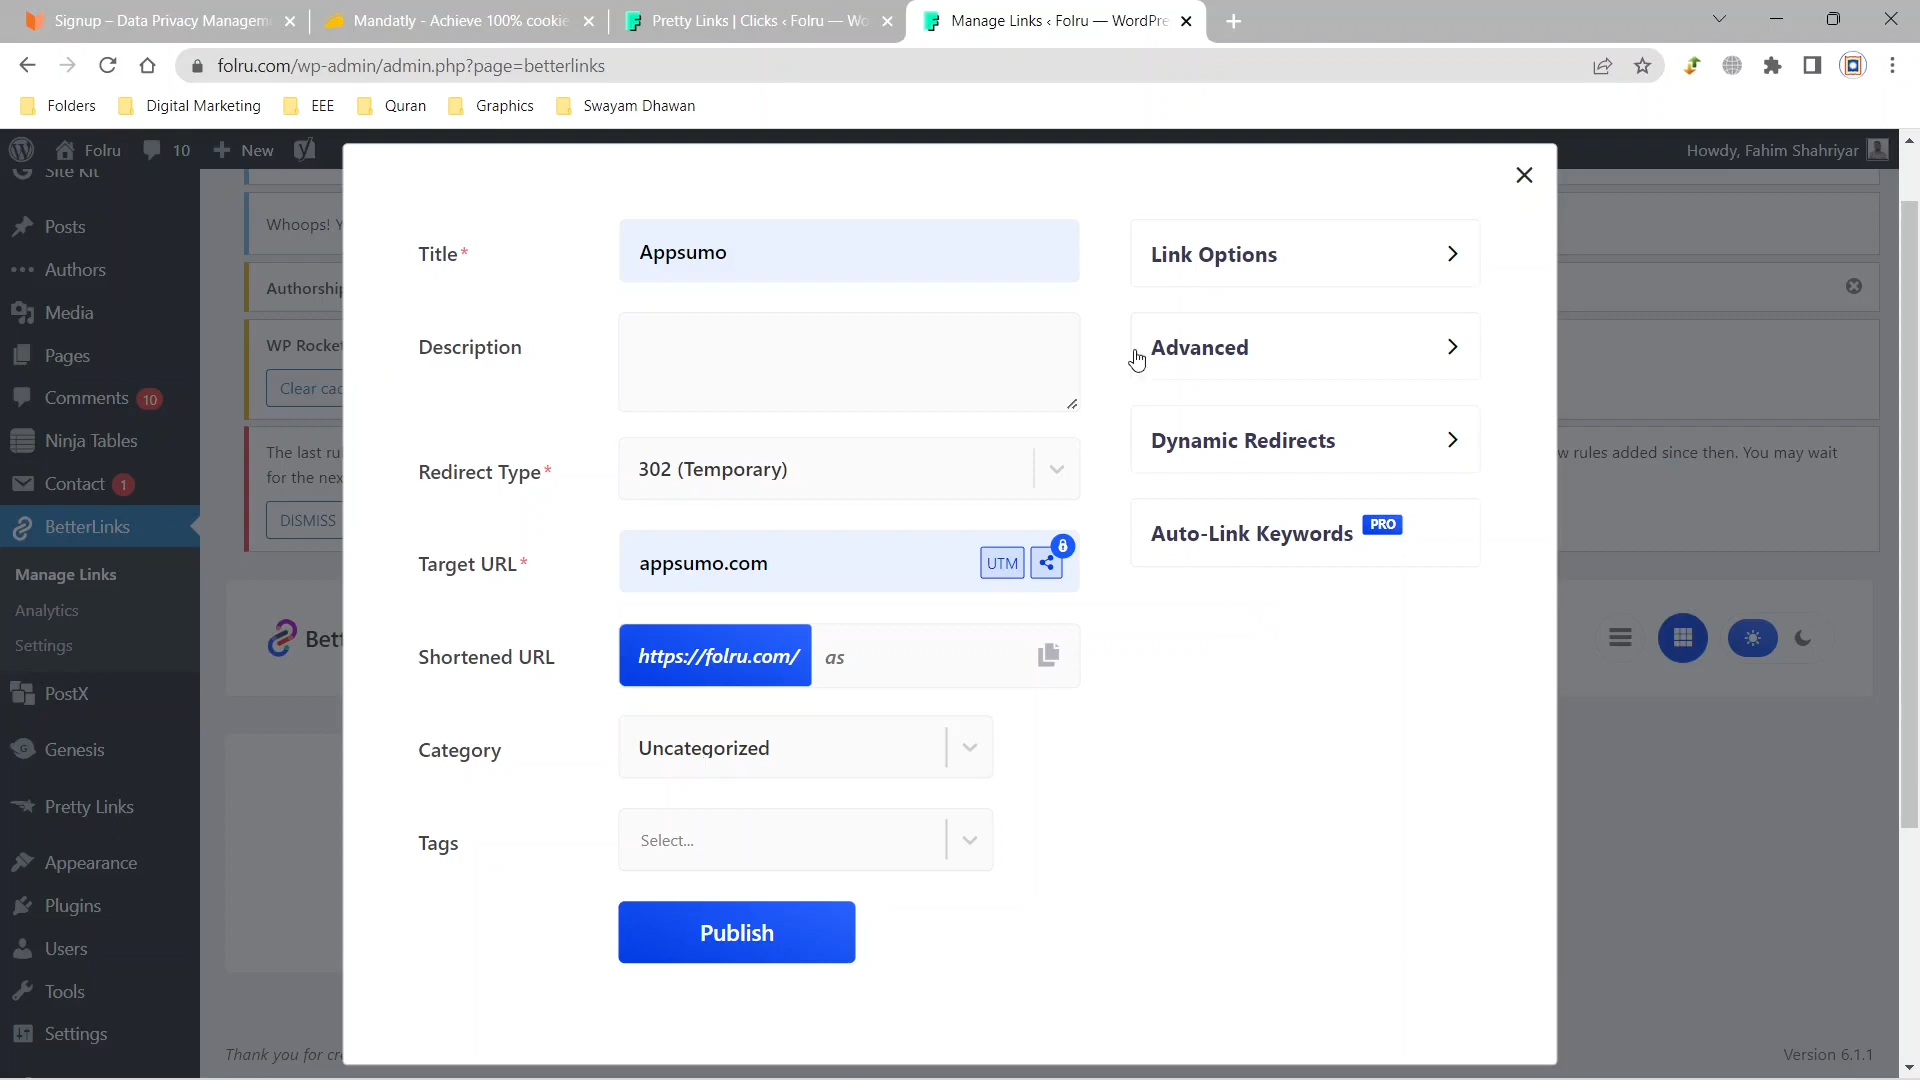 Signup – Data Privacy Managem
Mandatly - Achieve 100% cookie
Pretty Links | Clicks ‹ Folru — Wo
Manage Links ‹ Folru — WordPre
folru.com/wp-admin/admin.php?page=betterlinks
Folders
Digital Marketing
EEE
Quran
Graphics
Swayam Dhawan
Folru
10
New
Howdy, Fahim Shahriyar
Site Kit
Posts
Authors
Media
Pages
Comments 10
Ninja Tables
Contact 1
BetterLinks
Manage Links
Analytics
Settings
PostX
Genesis
Pretty Links
Appearance
Plugins
Users
Tools
Settings
Whoops! Y
Authorship
WP Rocket
Clear cac
The last ru
for the nex
DISMISS
w rules added since then. You may wait
Bett
Title*
Appsumo
Description
Redirect Type*
302 (Temporary)
Target URL*
appsumo.com
UTM
Shortened URL
https://folru.com/
as
Category
Uncategorized
Tags
Select...
Publish
Link Options
Advanced
Dynamic Redirects
Auto-Link Keywords PRO
Thank you for cr
Version 6.1.1